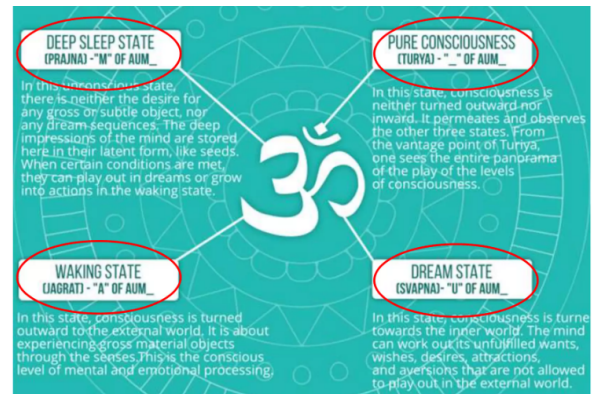 DEEP SLEEP STATE
(PRAJNA) - "M" OF AUM_
In this unconscious state,
there is neither the desire for
any gross or subtle object, nor
any dream sequences. The deep
impressions of the mind are stored
here in their latent form, like seeds.
When certain conditions are met,
they can play out in dreams or grow
into actions in the waking state.
PURE CONSCIOUSNESS
(TURYA) - "_" OF AUM_
In this state, consciousness is
neither turned outward nor
inward. It permeates and observes
the other three states. From
the vantage point of Turiya,
one sees the entire panorama
of the play of the levels
of consciousness.
ॐ
WAKING STATE
(JAGRAT) - "A" OF AUM_
In this state, consciousness is turned
outward to the external world. It is about
experiencing gross material objects
through the senses.This is the conscious
level of mental and emotional processing.
DREAM STATE
(SVAPNA)- "U" OF AUM_
In this state, consciousness is turne
towards the inner world. The mind
can work out its unfulfilled wants,
wishes, desires, attractions,
and aversions that are not allowed
to play out in the external world.